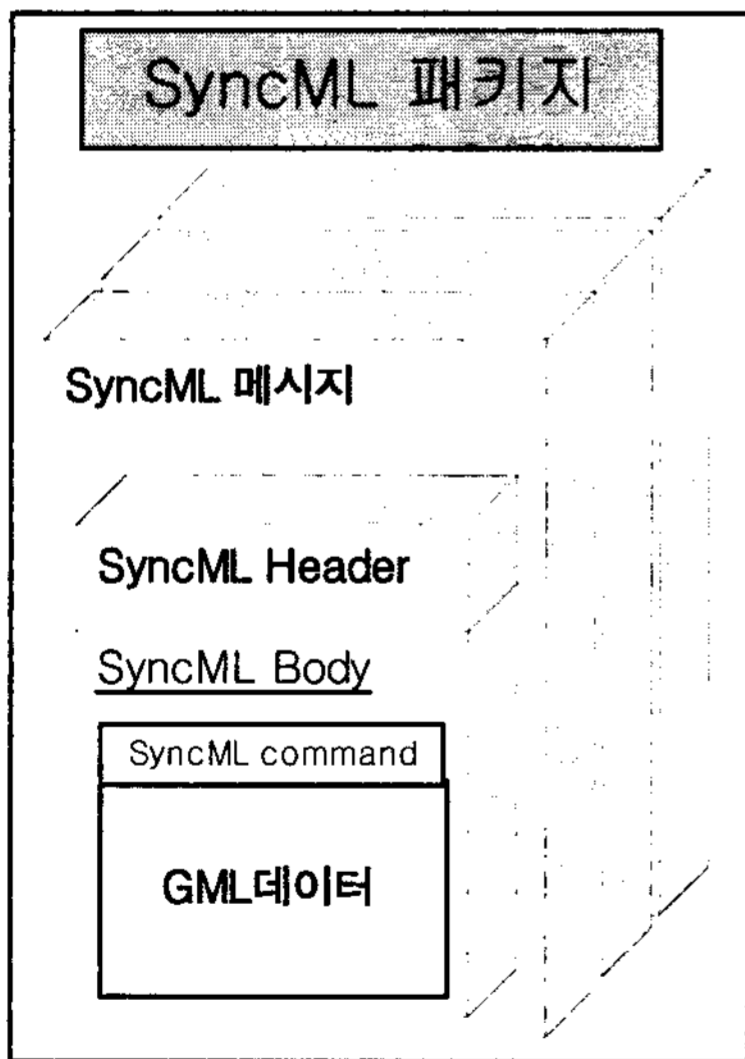 SyncML 패키지
SyncML 메시지
SyncML Header
SyncML Body
SyncML command
GML데이터